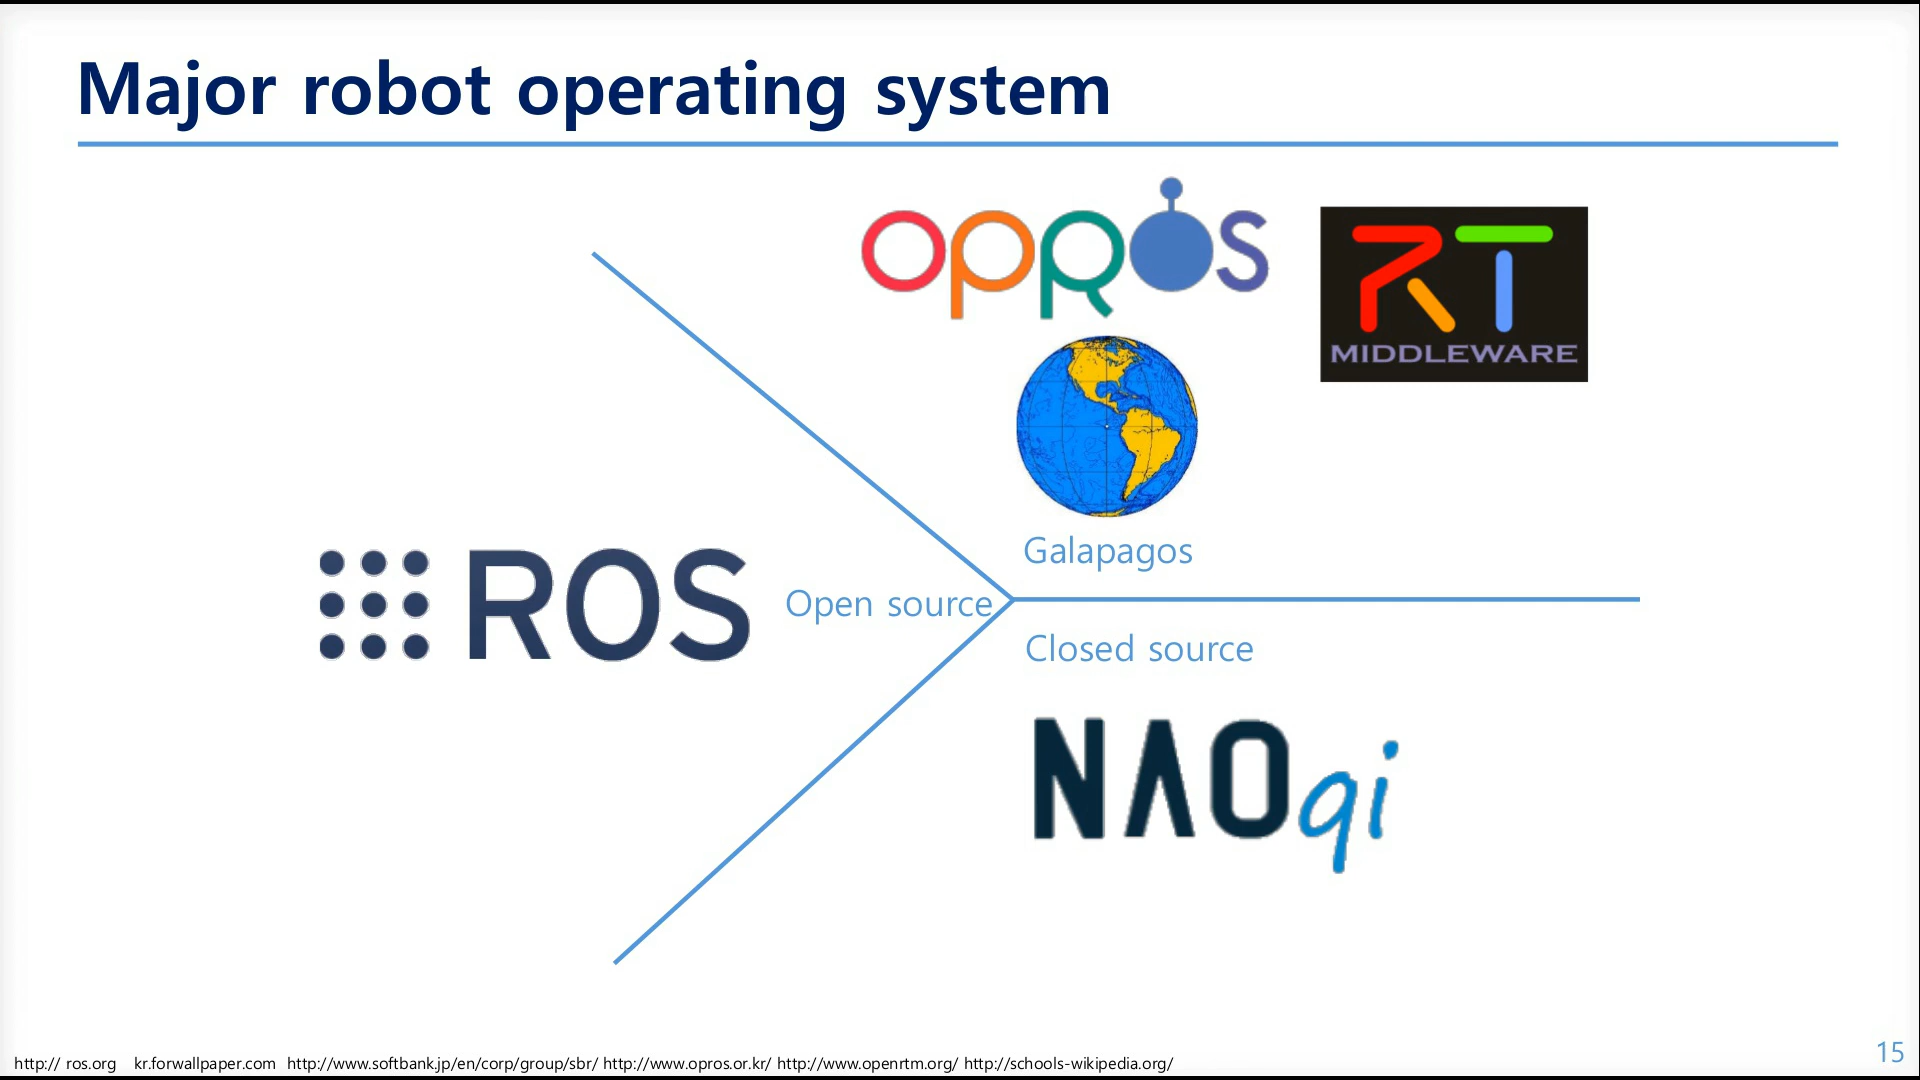 Major robot operating system
OPROS
RT
MIDDLEWARE
Galapagos
ROS
Open source
Closed source
NAOqi
http:// ros.org kr.forwallpaper.com http://www.softbank.jp/en/corp/group/sbr/ http://www.opros.or.kr/ http://www.openrtm.org/ http://schools-wikipedia.org/
15